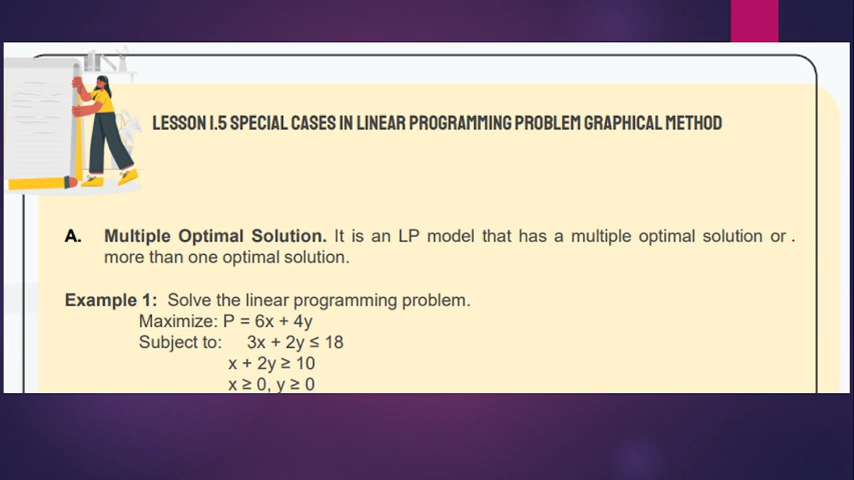 LESSON 1.5 SPECIAL CASES IN LINEAR PROGRAMMING PROBLEM GRAPHICAL METHOD
A. Multiple Optimal Solution. It is an LP model that has a multiple optimal solution or .
more than one optimal solution.
Example 1: Solve the linear programming problem.
Maximize: P = 6x + 4y
Subject to: 3x + 2y ≤ 18
x + 2y ≥ 10
x ≥ 0, y ≥ 0